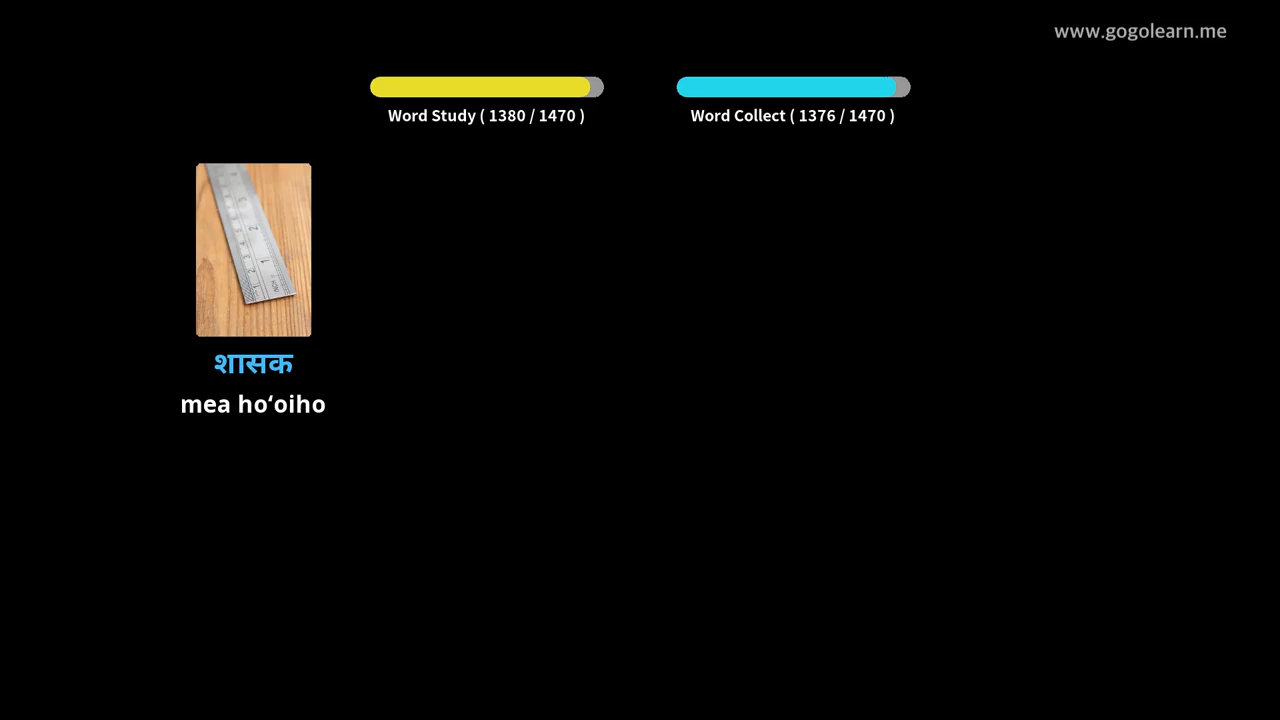 www.gogolearn.me
Word Study ( 1380 / 1470 )
Word Collect ( 1376 / 1470 )
शासक
mea hoʻoiho